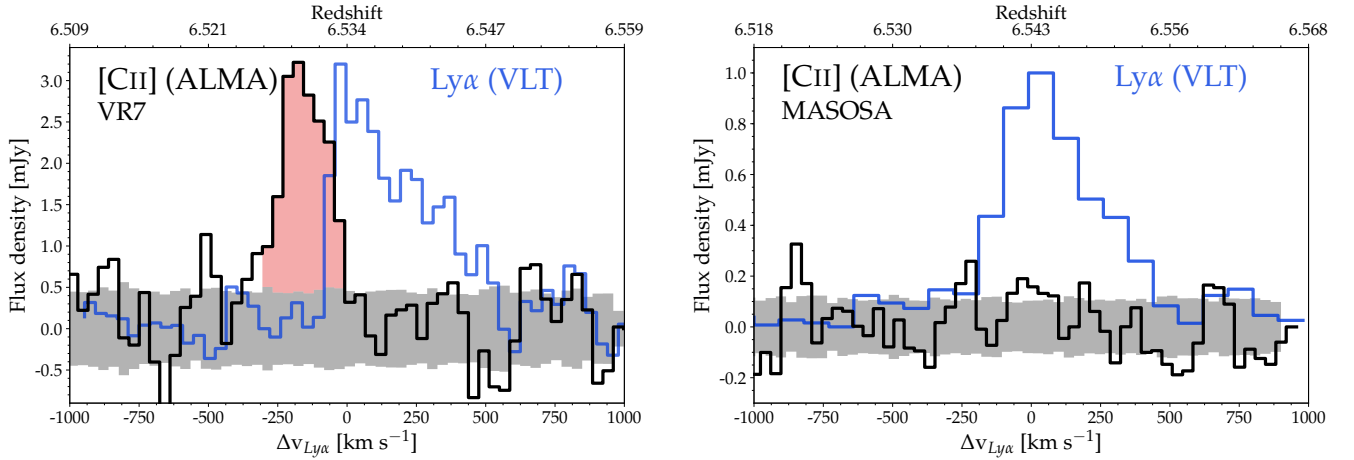 Redshift
6.509 6.521 6.534 6.547 6.559
[CII] (ALMA) Lyα (VLT)
VR7
3.0
2.5
2.0
1.5
1.0
0.5
0.0
-0.5
Flux density [mJy]
-1000 -750 -500 -250 0 250 500 750 1000
Δv_Lyα [km s⁻¹]
Redshift
6.518 6.530 6.543 6.556 6.568
[CII] (ALMA) Lyα (VLT)
MASOSA
1.0
0.8
0.6
0.4
0.2
0.0
-0.2
Flux density [mJy]
-1000 -750 -500 -250 0 250 500 750 1000
Δv_Lyα [km s⁻¹]